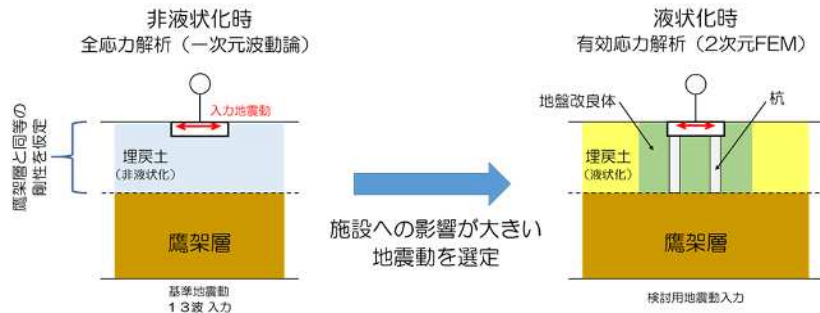 非液状化時
全応力解析（一次元波動論）
入力地震動
鷹架層と同等の
剛性を仮定
埋戻土
（非液状化）
鷹架層
基準地震動
１３波 入力
施設への影響が大きい
地震動を選定
液状化時
有効応力解析（2次元FEM）
地盤改良体
杭
埋戻土
（液状化）
鷹架層
検討用地震動入力